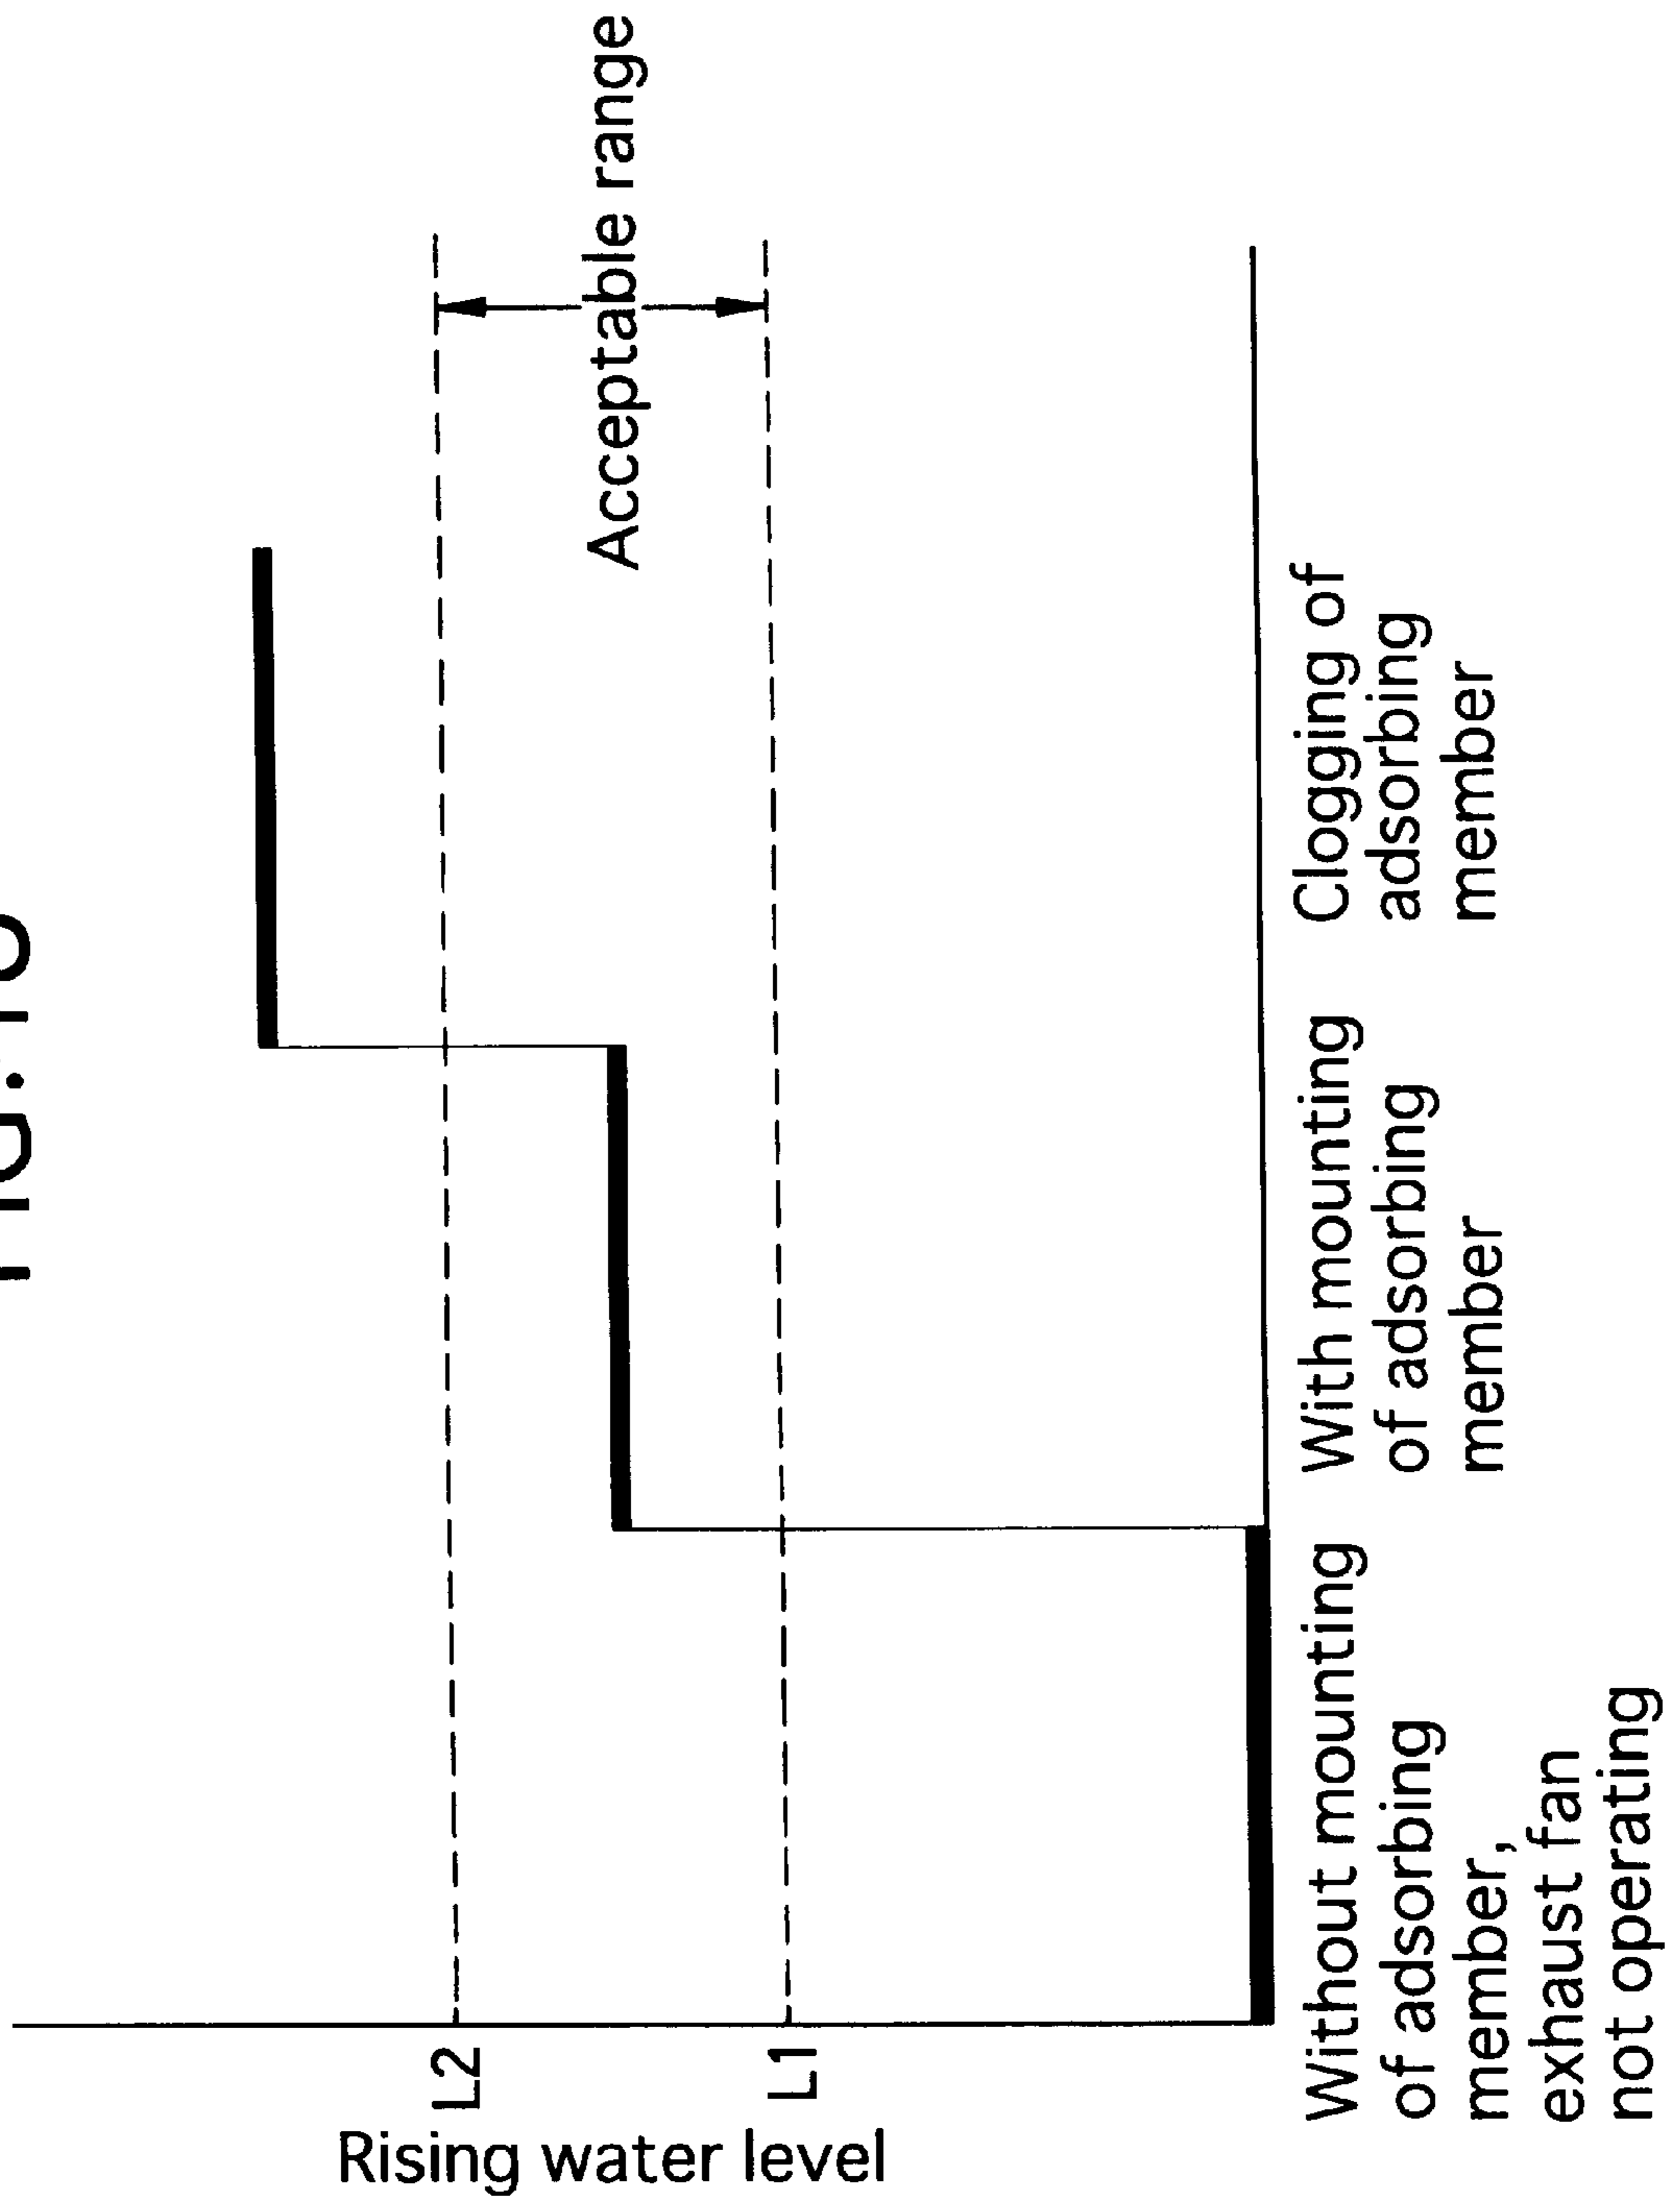 Rising water level
L2
L1
Acceptable range
Without mounting
of adsorbing
member,
exhaust fan
not operating
With mounting
of adsorbing
member
Clogging of
adsorbing
member